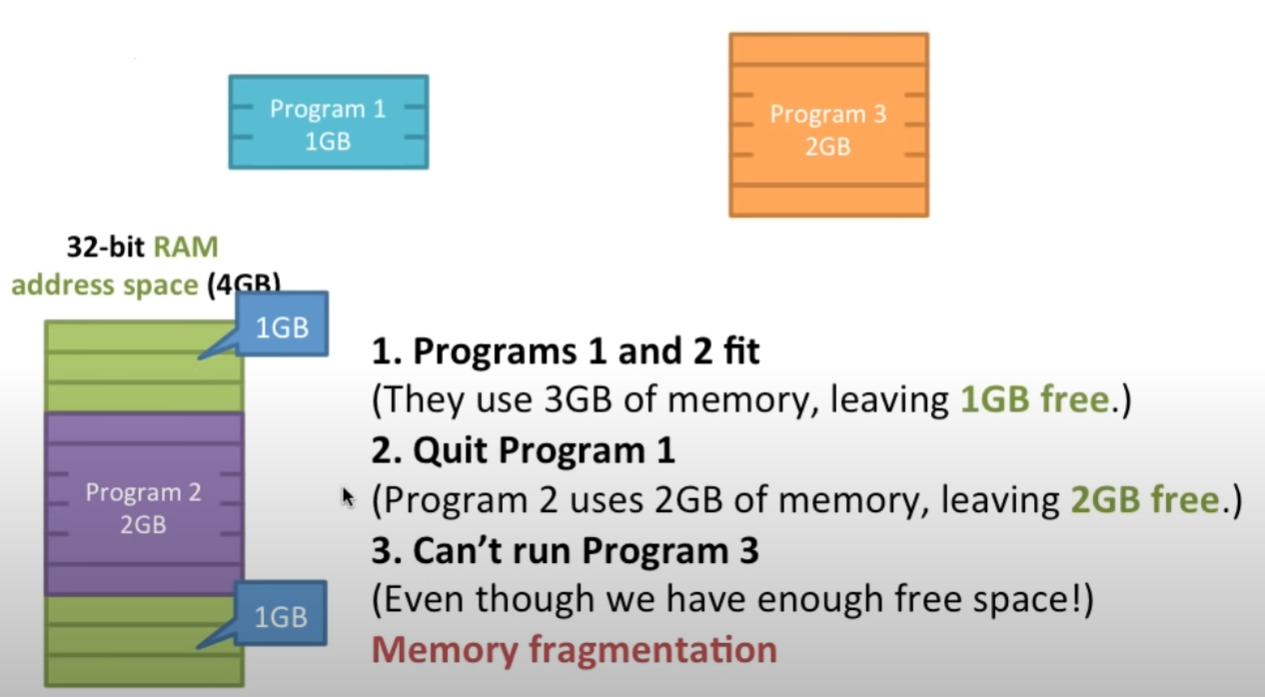 Program 1
1GB
Program 3
2GB
32-bit RAM
address space (4GB)
1GB
Program 2
2GB
1GB
1. Programs 1 and 2 fit
(They use 3GB of memory, leaving 1GB free.)
2. Quit Program 1
(Program 2 uses 2GB of memory, leaving 2GB free.)
3. Can’t run Program 3
(Even though we have enough free space!)
Memory fragmentation